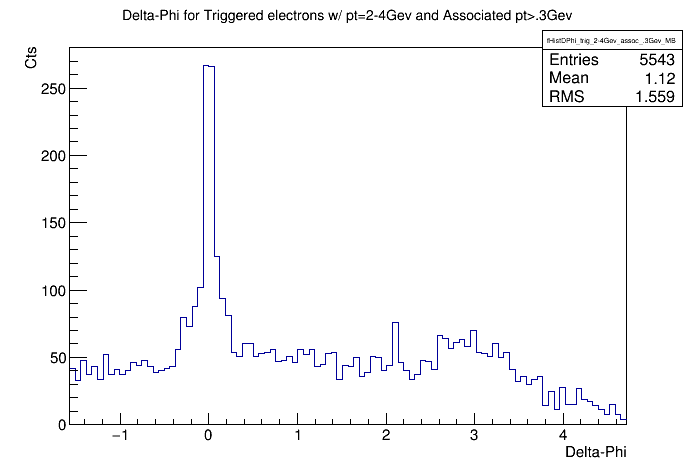 Delta-Phi for Triggered electrons w/ pt=2-4Gev and Associated pt>.3Gev
fHistDPhi_trig_2-4Gev_assoc_.3Gev_MB
Entries 5543
Mean 1.12
RMS 1.559
Cts
250
200
150
100
50
0
−1 0 1 2 3 4
Delta-Phi